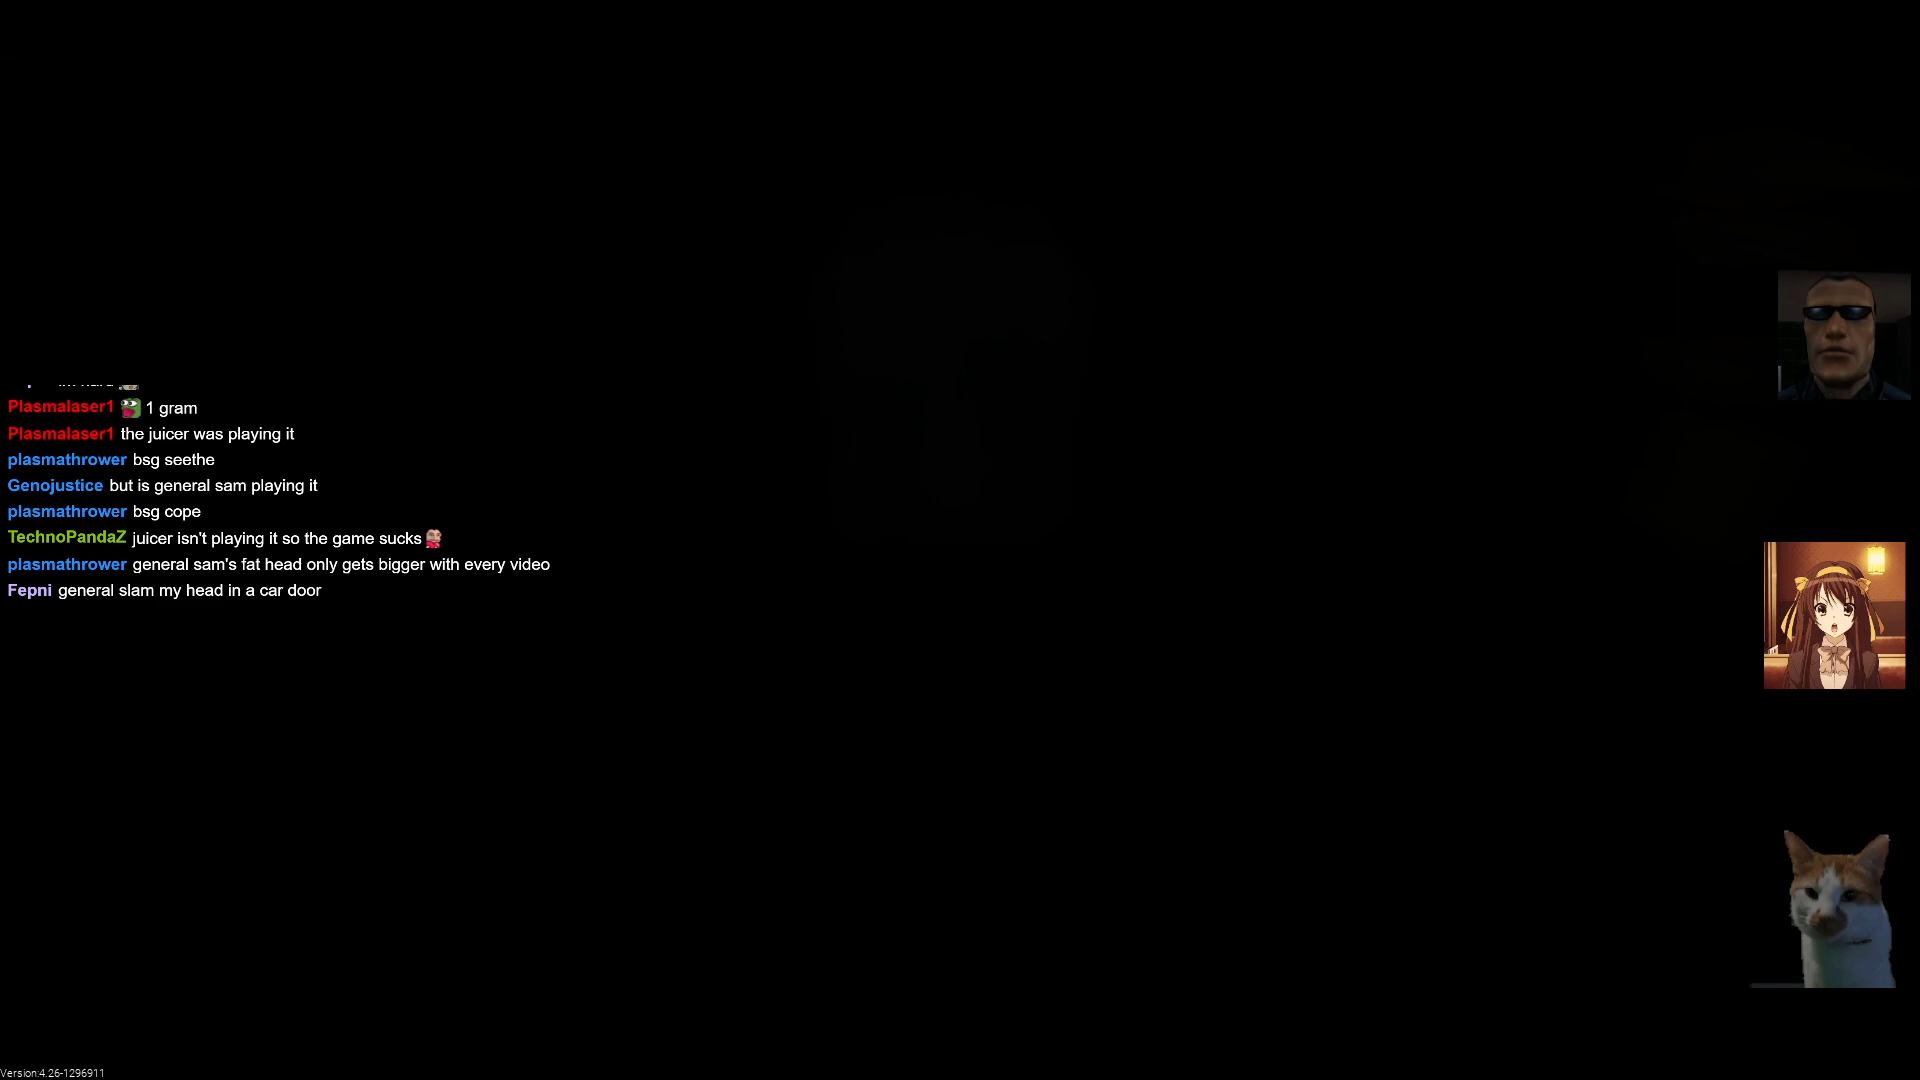 Plasmalaser1 1 gram
Plasmalaser1 the juicer was playing it
plasmathrower bsg seethe
Genojustice but is general sam playing it
plasmathrower bsg cope
TechnoPandaZ juicer isn't playing it so the game sucks
plasmathrower general sam's fat head only gets bigger with every video
Fepni general slam my head in a car door
Version:4.26-1296911